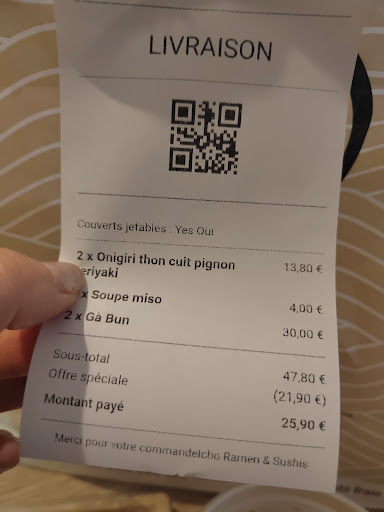 LIVRAISON
Couverts jetables : Yes Oui
2 x Onigiri thon cuit pignon 13,80 €
eriyaki
x Soupe miso 4,00 €
2 x Gà Bun 30,00 €
Sous-total 47,80 €
Offre spéciale (21,90 €)
Montant payé 25,90 €
Merci pour votre commandeIcho Ramen & Sushis